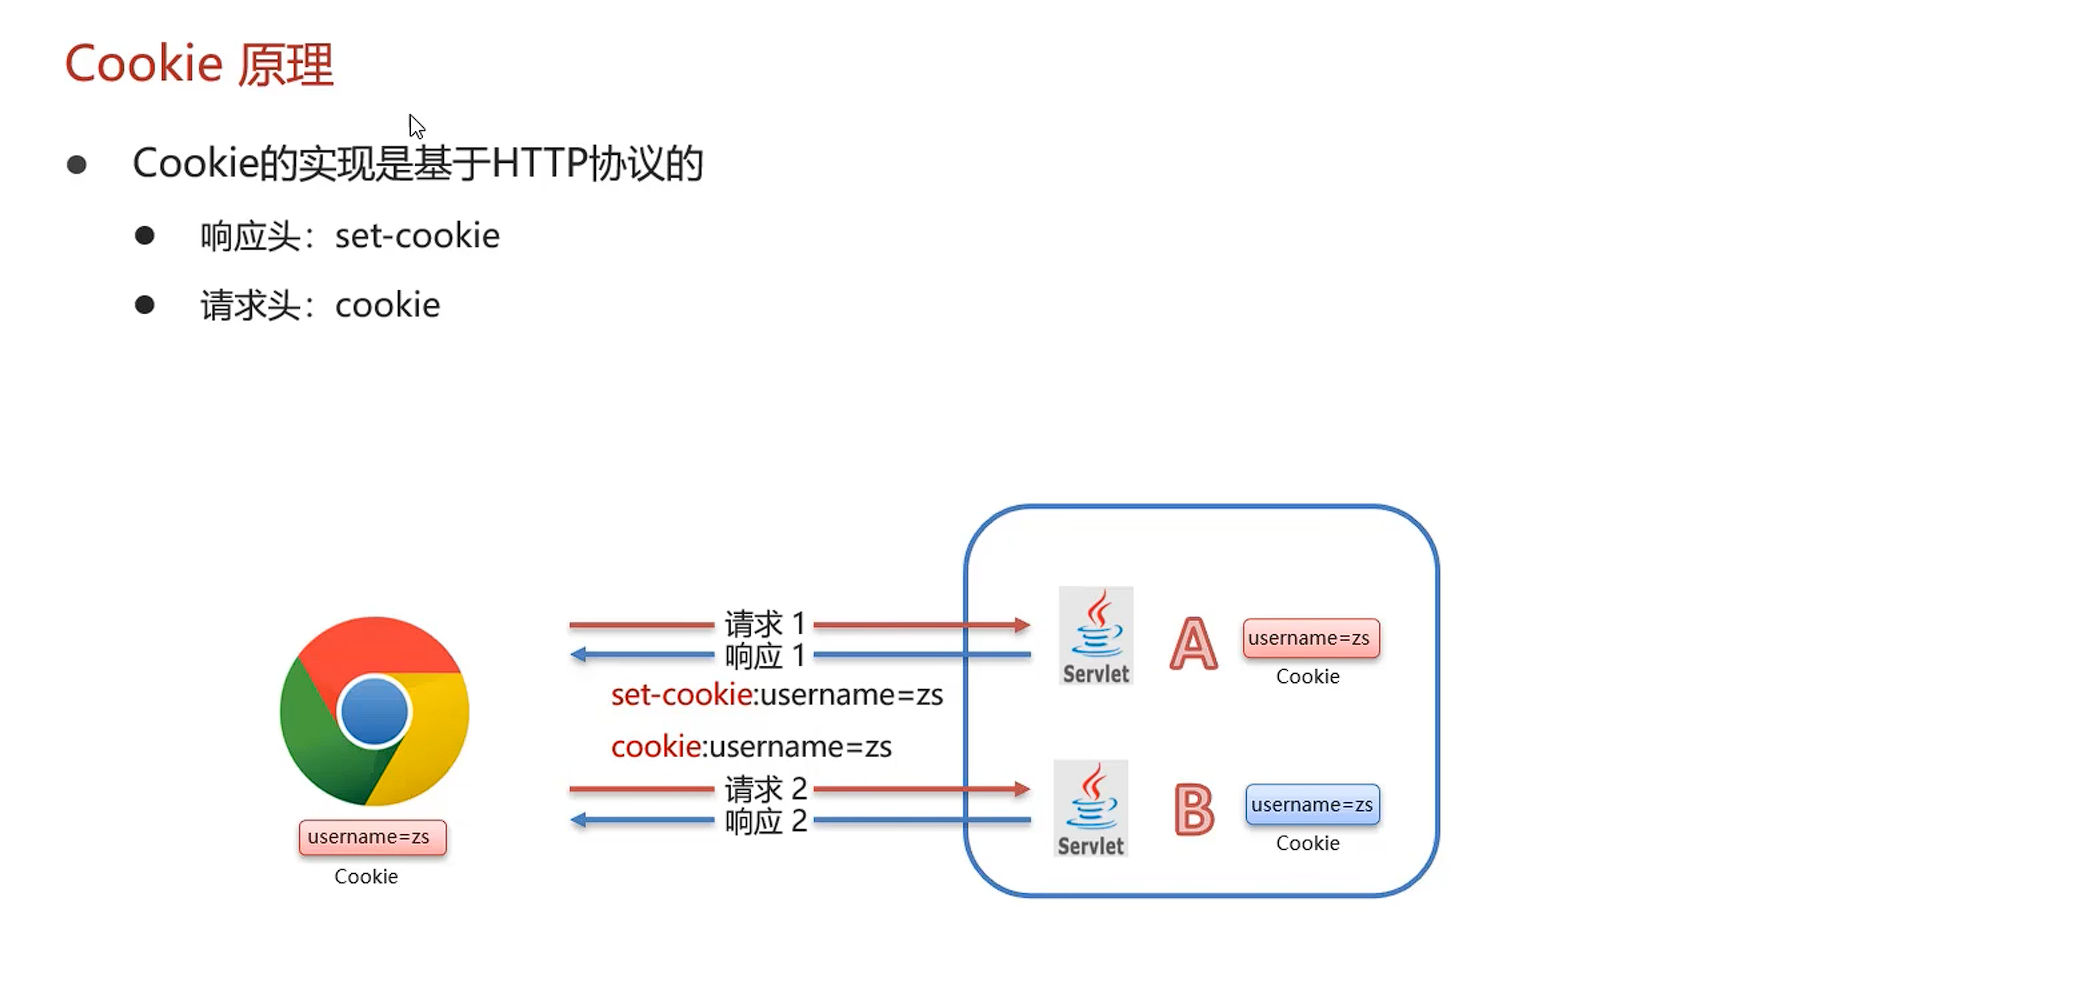 Cookie 原理
Cookie的实现是基于HTTP协议的
响应头：set-cookie
请求头：cookie
请求 1
响应 1
set-cookie:username=zs
cookie:username=zs
请求 2
响应 2
username=zs
Cookie
Servlet
A
username=zs
Cookie
Servlet
B
username=zs
Cookie